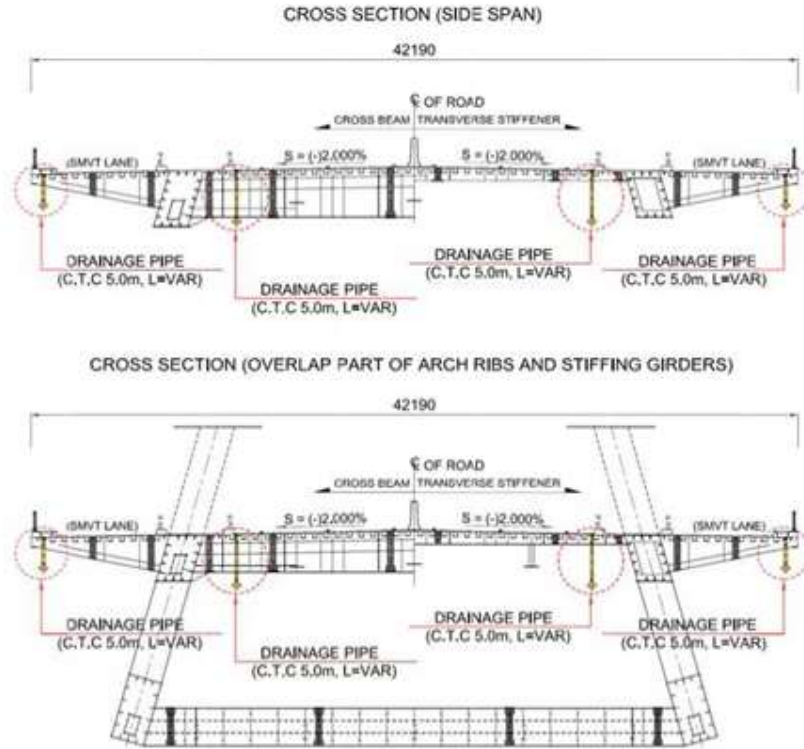 CROSS SECTION (SIDE SPAN)
42190
℄ OF ROAD
CROSS BEAM TRANSVERSE STIFFENER
(SMVT LANE)
S = (-)2.000%
S = (-)2.000%
(SMVT LANE)
DRAINAGE PIPE
(C.T.C 5.0m, L=VAR)
DRAINAGE PIPE
(C.T.C 5.0m, L=VAR)
DRAINAGE PIPE
(C.T.C 5.0m, L=VAR)
DRAINAGE PIPE
(C.T.C 5.0m, L=VAR)
CROSS SECTION (OVERLAP PART OF ARCH RIBS AND STIFFING GIRDERS)
42190
℄ OF ROAD
CROSS BEAM TRANSVERSE STIFFENER
(SMVT LANE)
S = (-)2.000%
S = (-)2.000%
(SMVT LANE)
DRAINAGE PIPE
(C.T.C 5.0m, L=VAR)
DRAINAGE PIPE
(C.T.C 5.0m, L=VAR)
DRAINAGE PIPE
(C.T.C 5.0m, L=VAR)
DRAINAGE PIPE
(C.T.C 5.0m, L=VAR)